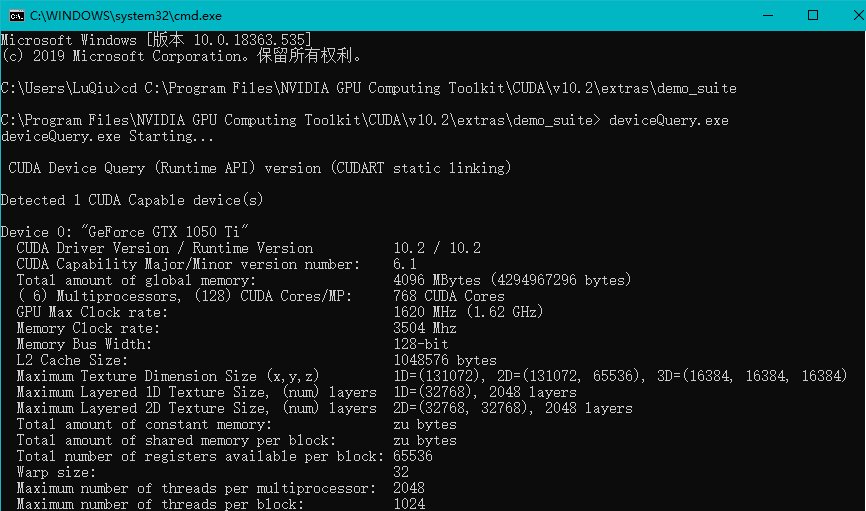 C:\WINDOWS\system32\cmd.exe
Microsoft Windows [版本 10.0.18363.535]
(c) 2019 Microsoft Corporation。保留所有权利。
C:\Users\LuQiu>cd C:\Program Files\NVIDIA GPU Computing Toolkit\CUDA\v10.2\extras\demo_suite
C:\Program Files\NVIDIA GPU Computing Toolkit\CUDA\v10.2\extras\demo_suite> deviceQuery.exe
deviceQuery.exe Starting...
CUDA Device Query (Runtime API) version (CUDART static linking)
Detected 1 CUDA Capable device(s)
Device 0: "GeForce GTX 1050 Ti"
CUDA Driver Version / Runtime Version 10.2 / 10.2
CUDA Capability Major/Minor version number: 6.1
Total amount of global memory: 4096 MBytes (4294967296 bytes)
( 6) Multiprocessors, (128) CUDA Cores/MP: 768 CUDA Cores
GPU Max Clock rate: 1620 MHz (1.62 GHz)
Memory Clock rate: 3504 Mhz
Memory Bus Width: 128-bit
L2 Cache Size: 1048576 bytes
Maximum Texture Dimension Size (x,y,z) 1D=(131072), 2D=(131072, 65536), 3D=(16384, 16384, 16384)
Maximum Layered 1D Texture Size, (num) layers 1D=(32768), 2048 layers
Maximum Layered 2D Texture Size, (num) layers 2D=(32768, 32768), 2048 layers
Total amount of constant memory: zu bytes
Total amount of shared memory per block: zu bytes
Total number of registers available per block: 65536
Warp size: 32
Maximum number of threads per multiprocessor: 2048
Maximum number of threads per block: 1024